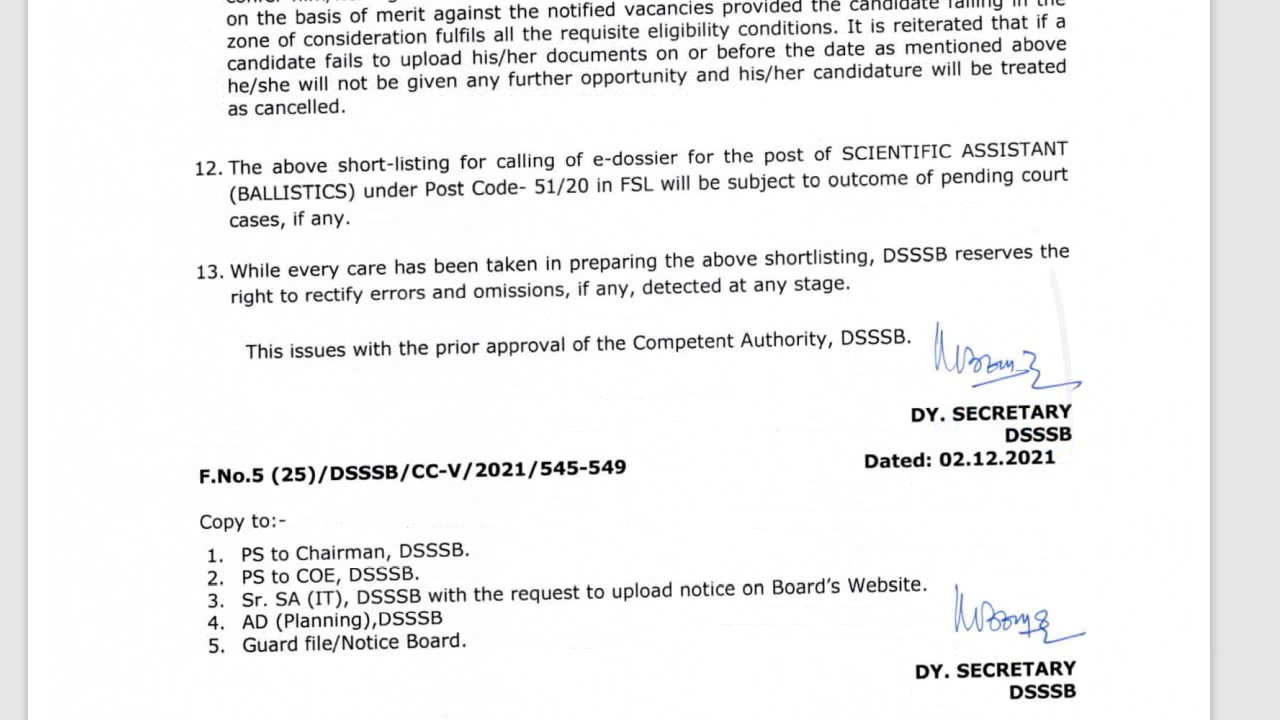 on the basis of merit against the notified vacancies provided the candidate falling in the
zone of consideration fulfils all the requisite eligibility conditions. It is reiterated that if a
candidate fails to upload his/her documents on or before the date as mentioned above
he/she will not be given any further opportunity and his/her candidature will be treated
as cancelled.
12. The above short-listing for calling of e-dossier for the post of SCIENTIFIC ASSISTANT
(BALLISTICS) under Post Code- 51/20 in FSL will be subject to outcome of pending court
cases, if any.
13. While every care has been taken in preparing the above shortlisting, DSSSB reserves the
right to rectify errors and omissions, if any, detected at any stage.
This issues with the prior approval of the Competent Authority, DSSSB.
DY. SECRETARY
DSSSB
F.No.5 (25)/DSSSB/CC-V/2021/545-549 Dated: 02.12.2021
Copy to:-
1. PS to Chairman, DSSSB.
2. PS to COE, DSSSB.
3. Sr. SA (IT), DSSSB with the request to upload notice on Board's Website.
4. AD (Planning),DSSSB
5. Guard file/Notice Board.
DY. SECRETARY
DSSSB